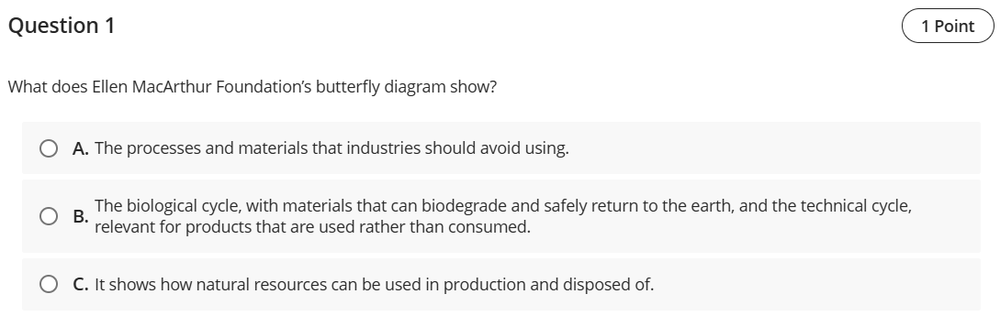 Question 1
1 Point
What does Ellen MacArthur Foundation’s butterfly diagram show?
A. The processes and materials that industries should avoid using.
B. The biological cycle, with materials that can biodegrade and safely return to the earth, and the technical cycle,
relevant for products that are used rather than consumed.
C. It shows how natural resources can be used in production and disposed of.